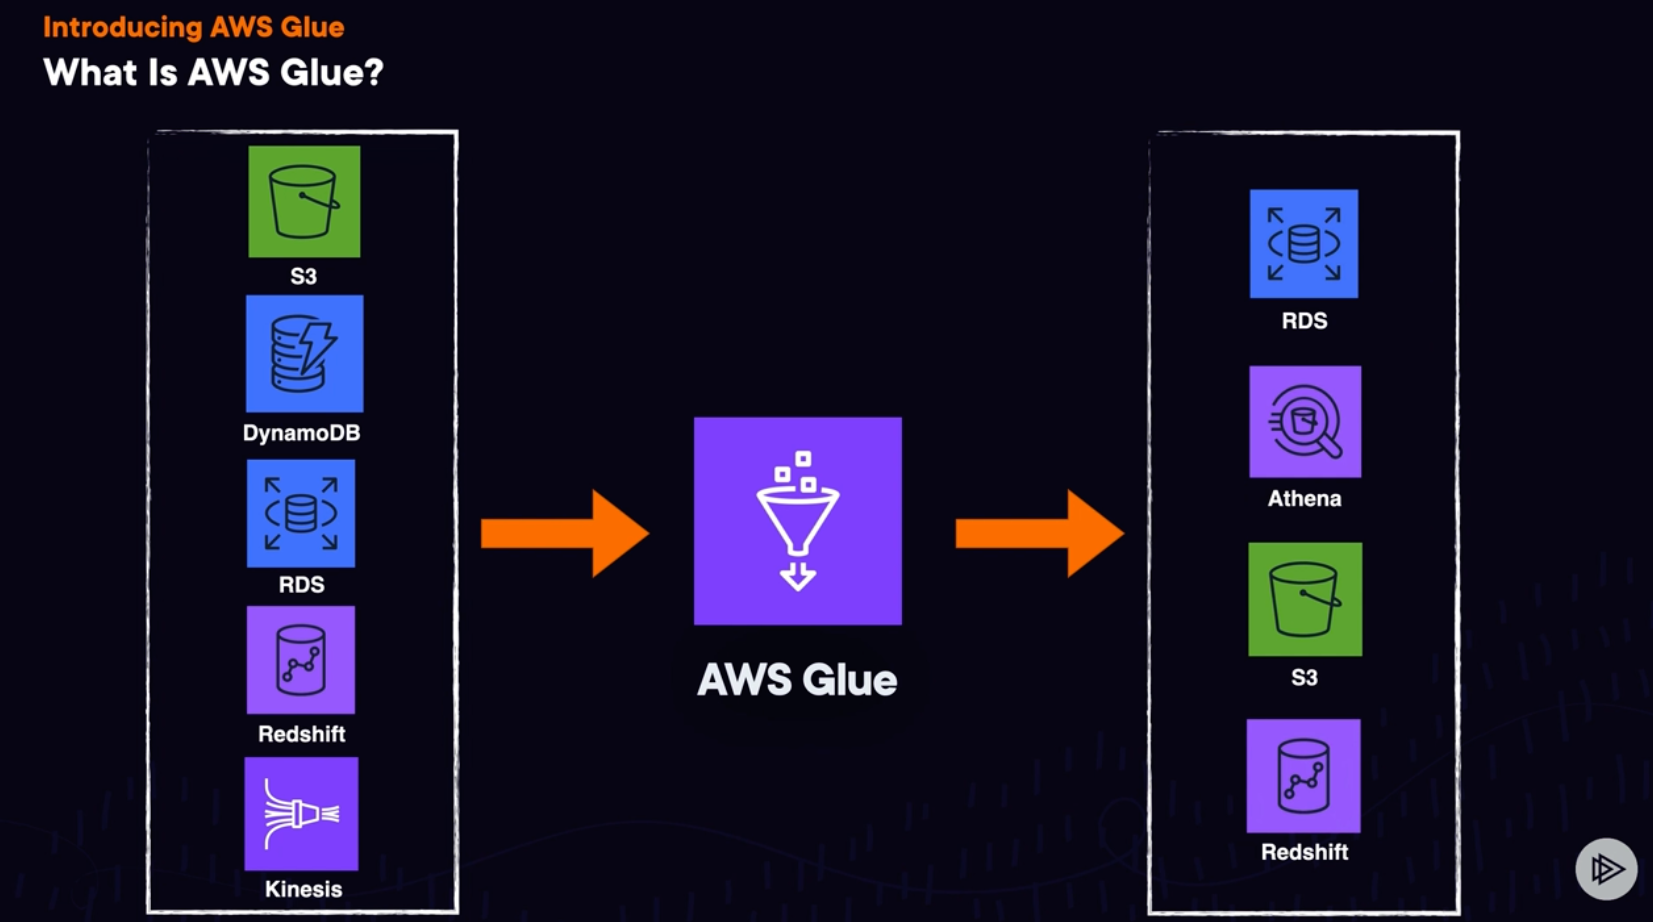 Introducing AWS Glue
What Is AWS Glue?
S3
DynamoDB
RDS
Redshift
Kinesis
AWS Glue
RDS
Athena
S3
Redshift